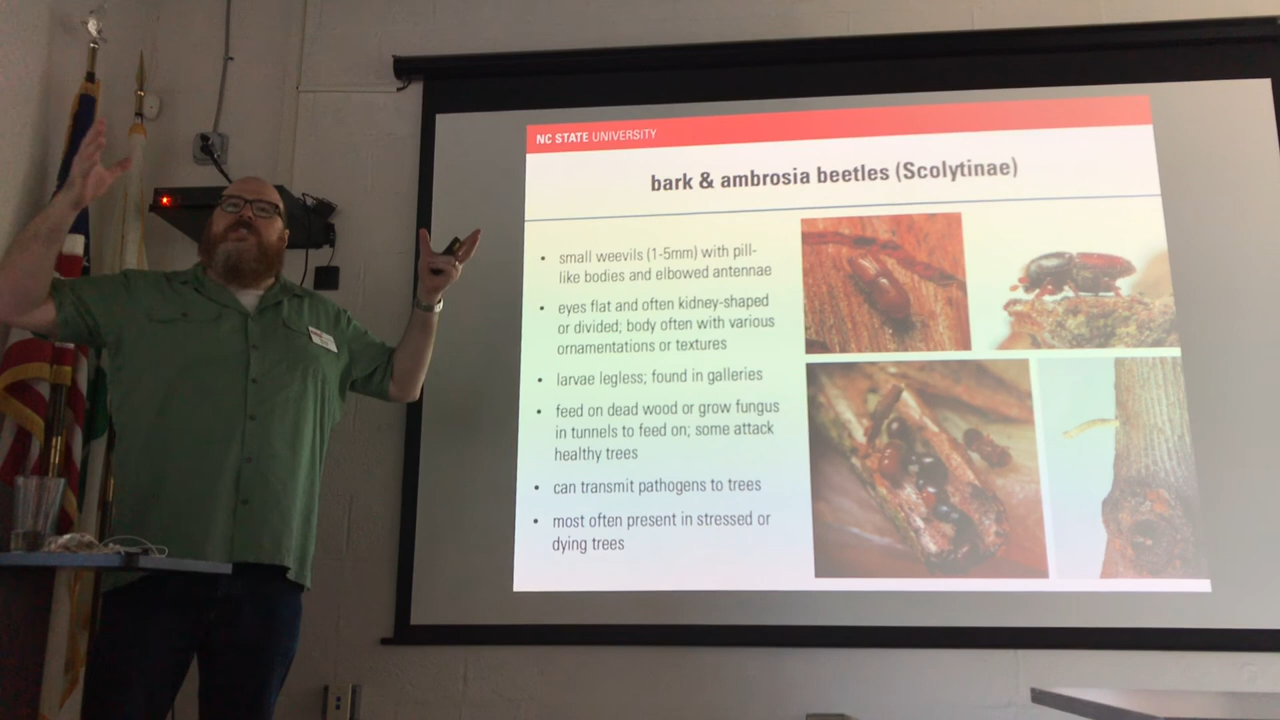 NC STATE UNIVERSITY
bark & ambrosia beetles (Scolytinae)
• small weevils (1-5mm) with pill-
like bodies and elbowed antennae
• eyes flat and often kidney-shaped
or divided; body often with various
ornamentations or textures
• larvae legless; found in galleries
• feed on dead wood or grow fungus
in tunnels to feed on; some attack
healthy trees
• can transmit pathogens to trees
• most often present in stressed or
dying trees